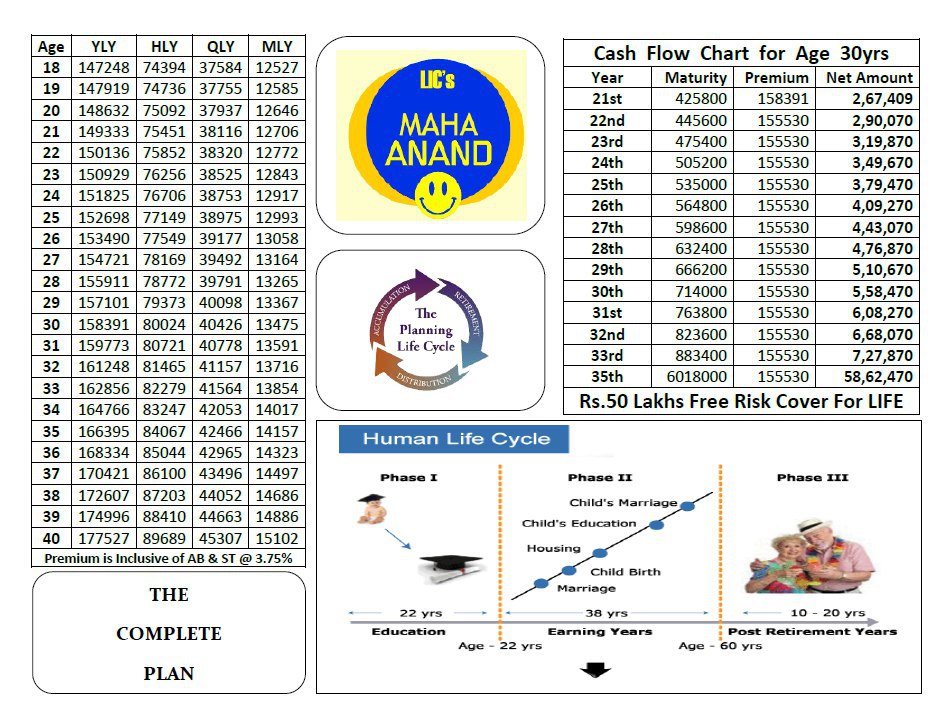 Age YLY HLY QLY MLY
18 147248 74394 37584 12527
19 147919 74736 37755 12585
20 148632 75092 37937 12646
21 149333 75451 38116 12706
22 150136 75852 38320 12772
23 150929 76256 38525 12843
24 151825 76706 38753 12917
25 152698 77149 38975 12993
26 153490 77549 39177 13058
27 154721 78169 39492 13164
28 155911 78772 39791 13265
29 157101 79373 40098 13367
30 158391 80024 40426 13475
31 159773 80721 40778 13591
32 161248 81465 41157 13716
33 162856 82279 41564 13854
34 164766 83247 42053 14017
35 166395 84067 42466 14157
36 168334 85044 42965 14323
37 170421 86100 43496 14497
38 172607 87203 44052 14686
39 174996 88410 44663 14886
40 177527 89689 45307 15102
Premium is Inclusive of AB & ST @ 3.75%
THE
COMPLETE
PLAN
LIC's
MAHA
ANAND
ACCUMULATION
RETIREMENT
DISTRIBUTION
The
Planning
Life Cycle
Cash Flow Chart for Age 30yrs
Year Maturity Premium Net Amount
21st 425800 158391 2,67,409
22nd 445600 155530 2,90,070
23rd 475400 155530 3,19,870
24th 505200 155530 3,49,670
25th 535000 155530 3,79,470
26th 564800 155530 4,09,270
27th 598600 155530 4,43,070
28th 632400 155530 4,76,870
29th 666200 155530 5,10,670
30th 714000 155530 5,58,470
31st 763800 155530 6,08,270
32nd 823600 155530 6,68,070
33rd 883400 155530 7,27,870
35th 6018000 155530 58,62,470
Rs.50 Lakhs Free Risk Cover For LIFE
Human Life Cycle
Phase I Phase II Phase III
Child's Marriage
Child's Education
Housing
Child Birth
Marriage
22 yrs 38 yrs 10 - 20 yrs
Education Earning Years Post Retirement Years
Age - 22 yrs Age - 60 yrs